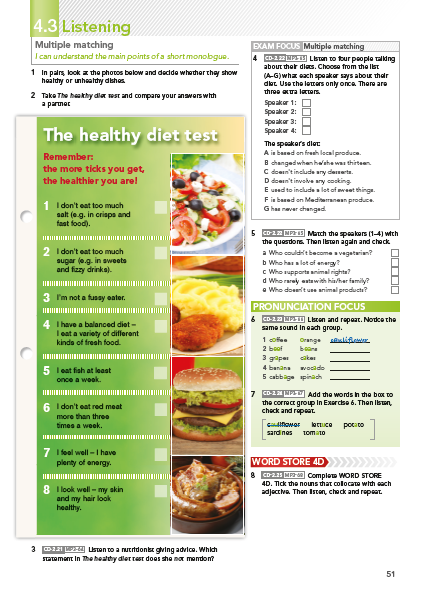 4.3 Listening
Multiple matching
I can understand the main points of a short monologue.
1 In pairs, look at the photos below and decide whether they show
healthy or unhealthy dishes.
2 Take The healthy diet test and compare your answers with
a partner.
The healthy diet test
Remember:
the more ticks you get,
the healthier you are!
1 I don't eat too much
salt (e.g. in crisps and
fast food).
2 I don't eat too much
sugar (e.g. in sweets
and fizzy drinks).
3 I'm not a fussy eater.
4 I have a balanced diet –
I eat a variety of different
kinds of fresh food.
5 I eat fish at least
once a week.
6 I don't eat red meat
more than three
times a week.
7 I feel well – I have
plenty of energy.
8 I look well – my skin
and my hair look
healthy.
3 Listen to a nutritionist giving advice. Which
statement in The healthy diet test does she not mention?
EXAM FOCUS Multiple matching
4 Listen to four people talking
about their diets. Choose from the list
(A–G) what each speaker says about their
diet. Use the letters only once. There are
three extra letters.
Speaker 1:
Speaker 2:
Speaker 3:
Speaker 4:
The speaker's diet:
A is based on fresh local produce.
B changed when he/she was thirteen.
C doesn't include any desserts.
D doesn't involve any cooking.
E used to include a lot of sweet things.
F is based on Mediterranean produce.
G has never changed.
5 Match the speakers (1–4) with
the questions. Then listen again and check.
a Who couldn't become a vegetarian?
b Who has a lot of energy?
c Who supports animal rights?
d Who rarely eats with his/her family?
e Who doesn't use animal products?
PRONUNCIATION FOCUS
6 Listen and repeat. Notice the
same sound in each group.
1 coffee orange cauliflower
2 beef beans
3 grapes cakes
4 banana avocado
5 cabbage spinach
7 Add the words in the box to
the correct group in Exercise 6. Then listen,
check and repeat.
cauliflower lettuce potato
sardines tomato
WORD STORE 4D
8 Complete WORD STORE
4D. Tick the nouns that collocate with each
adjective. Then listen, check and repeat.
51